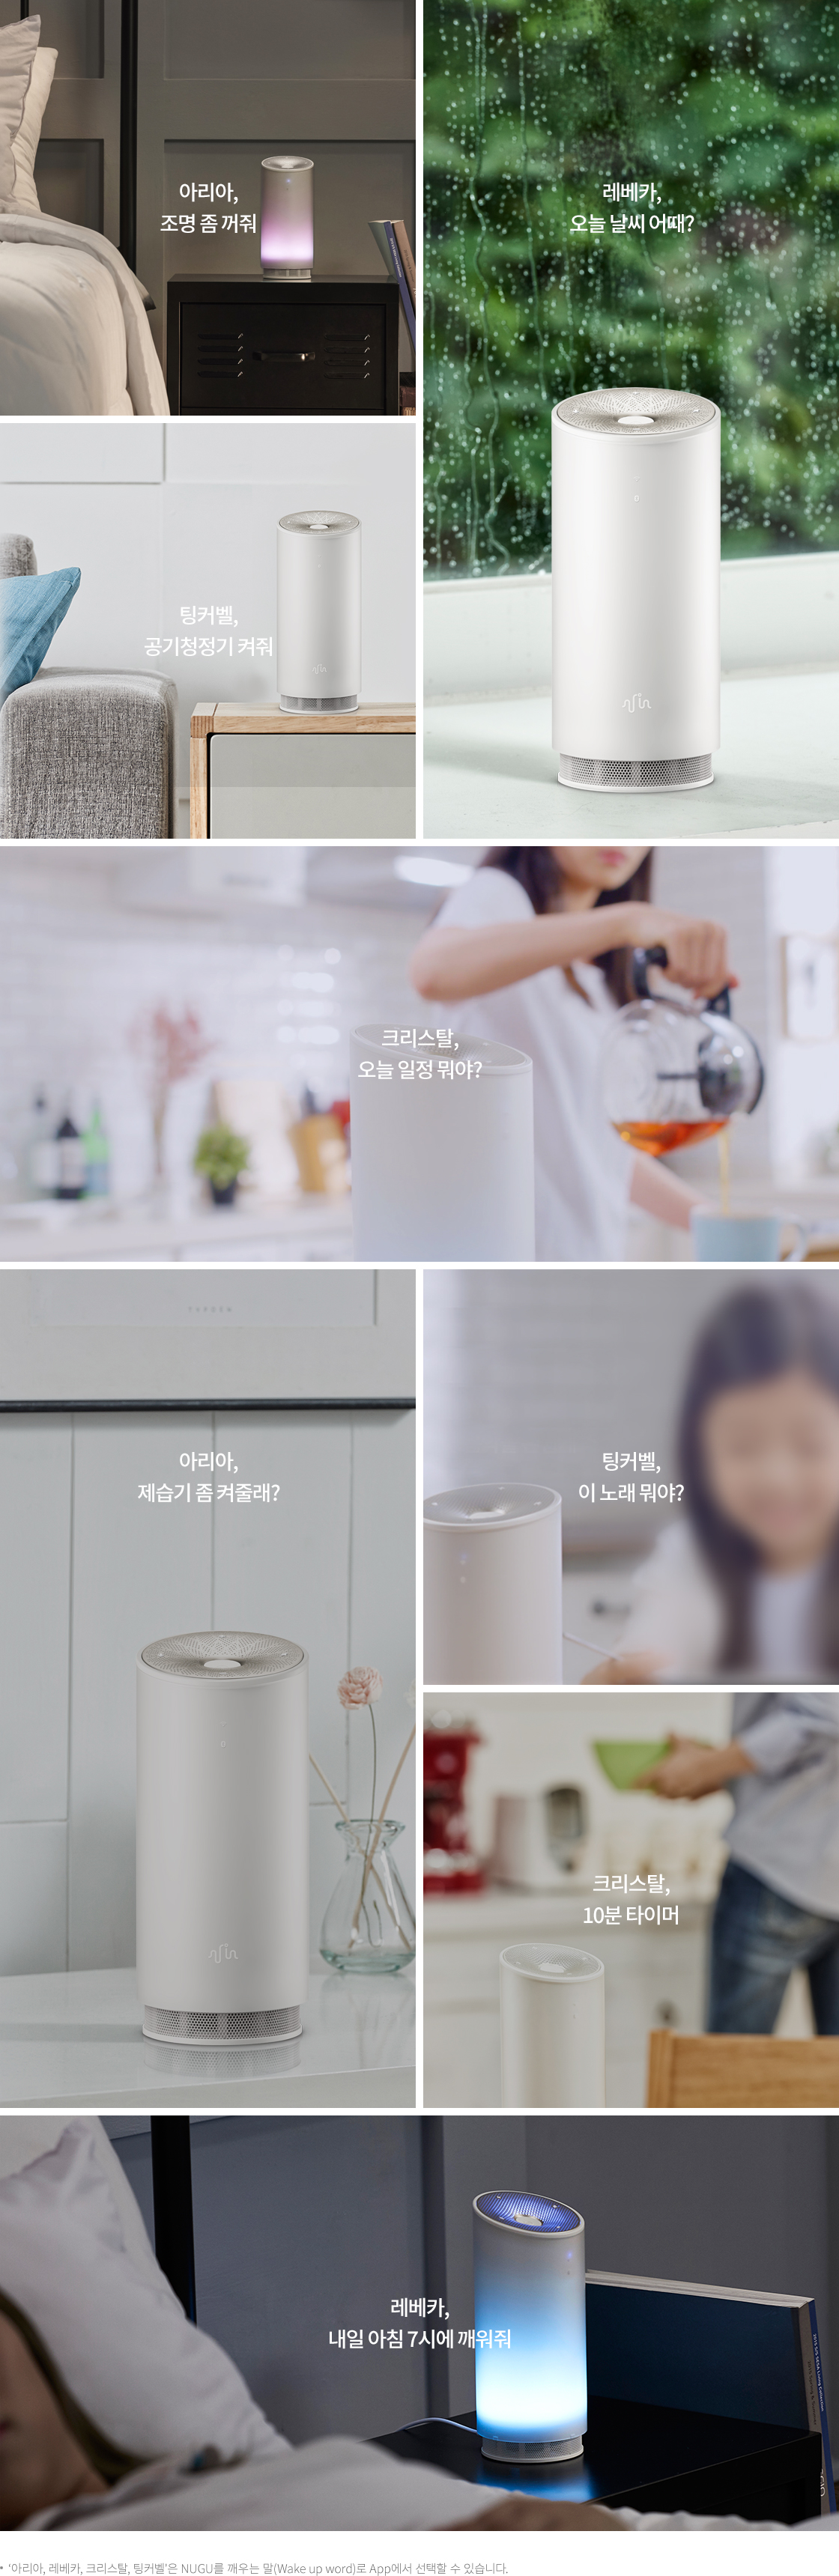 아리아,
조명 좀 꺼줘
레베카,
오늘 날씨 어때?
팅커벨,
공기청정기 켜줘
크리스탈,
오늘 일정 뭐야?
아리아,
제습기 좀 켜줄래?
팅커벨,
이 노래 뭐야?
크리스탈,
10분 타이머
레베카,
내일 아침 7시에 깨워줘
• '아리아, 레베카, 크리스탈, 팅커벨'은 NUGU를 깨우는 말(Wake up word)로 App에서 선택할 수 있습니다.